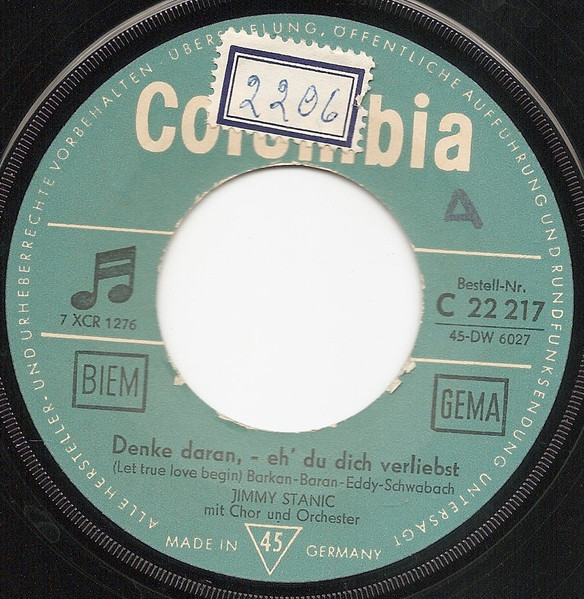 ALLE HERSTELLER- UND URHEBERRECHTE VORBEHALTEN · ÜBERSPIELUNG, ÖFFENTLICHE AUFFÜHRUNG UND RUNDFUNKSENDUNG UNTERSAGT
2206
Columbia
A
7 XCR 1276
Bestell-Nr.
C 22 217
45-DW 6027
BIEM
GEMA
Denke daran, - eh' du dich verliebst
(Let true love begin) Barkan-Baran-Eddy-Schwabach
JIMMY STANIC
mit Chor und Orchester
MADE IN 45 GERMANY